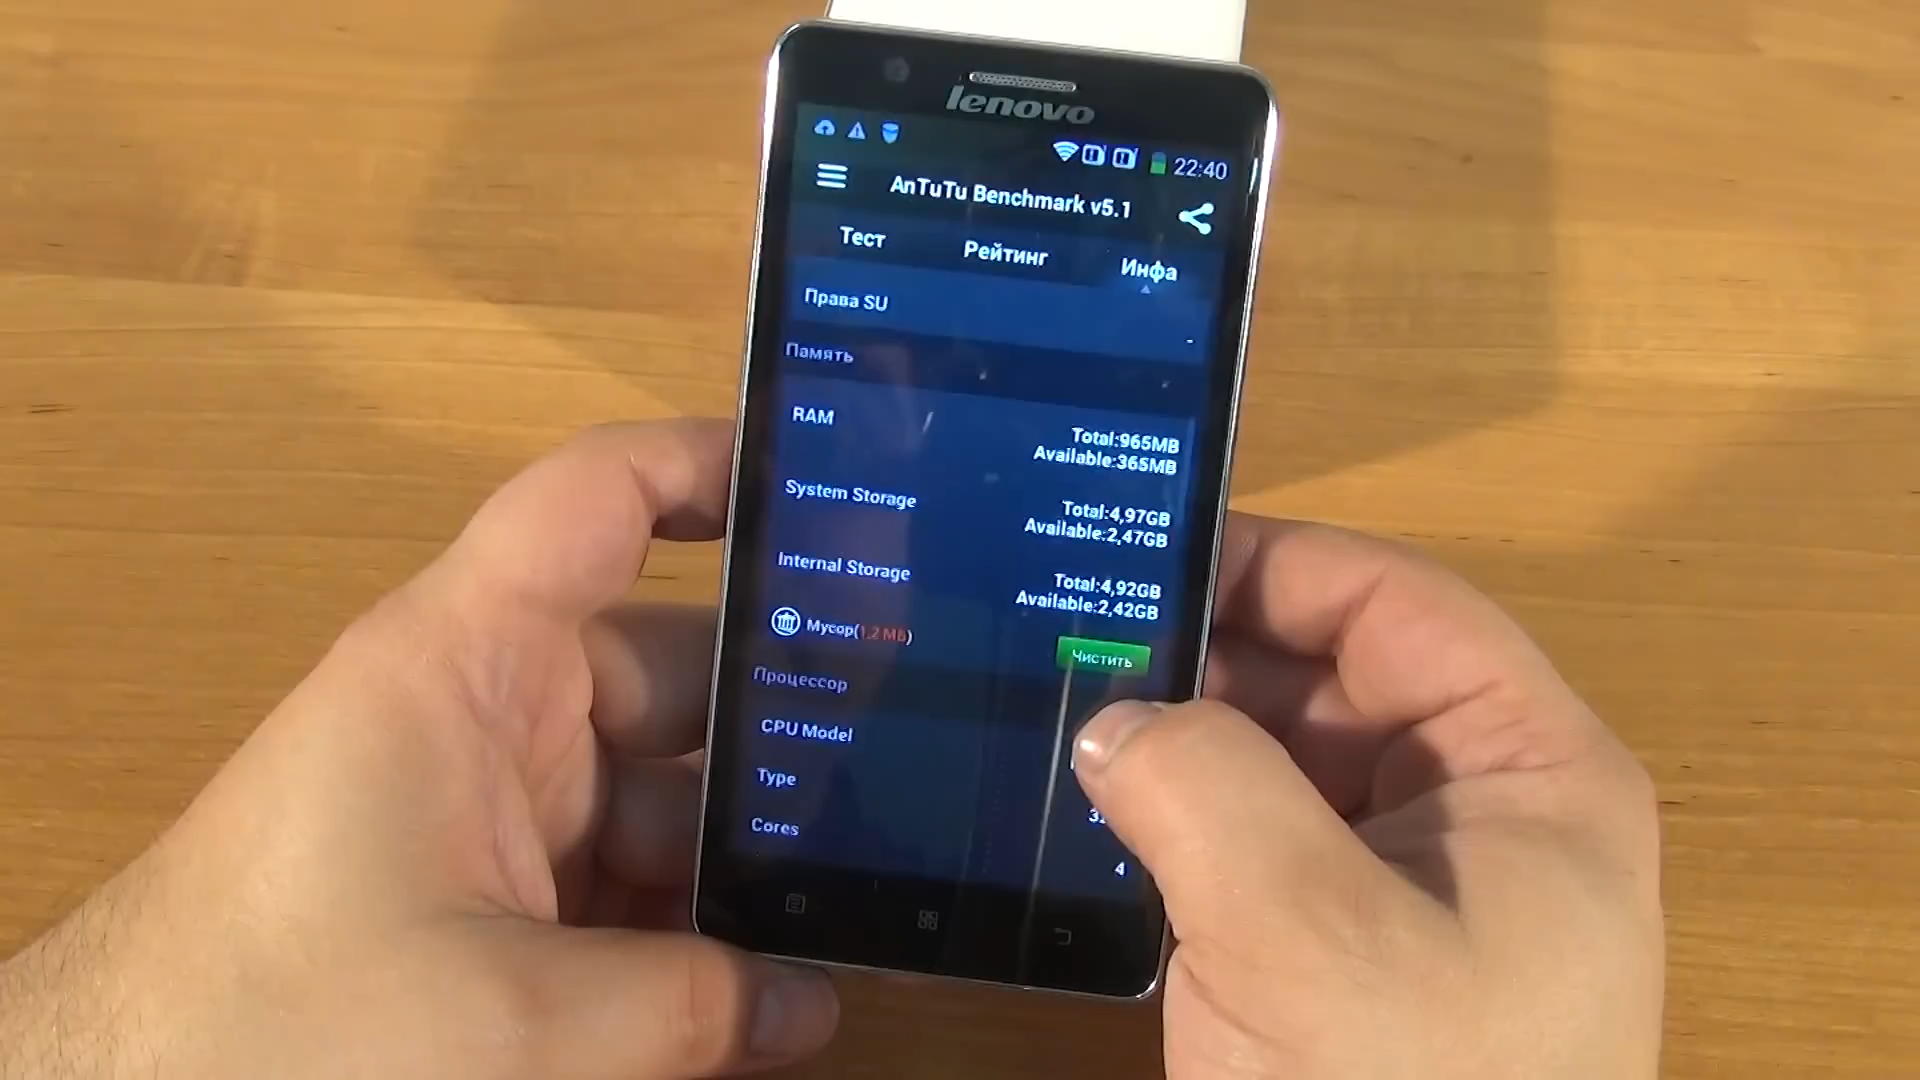 lenovo
22:40
AnTuTu Benchmark v5.1
Тест Рейтинг Инфа
Права SU
-
Память
RAM
Total:965MB
Available:365MB
System Storage
Total:4,97GB
Available:2,47GB
Internal Storage
Total:4,92GB
Available:2,42GB
Мусор(1,2 МБ)
Чистить
Процессор
CPU Model
Type
Cores
4